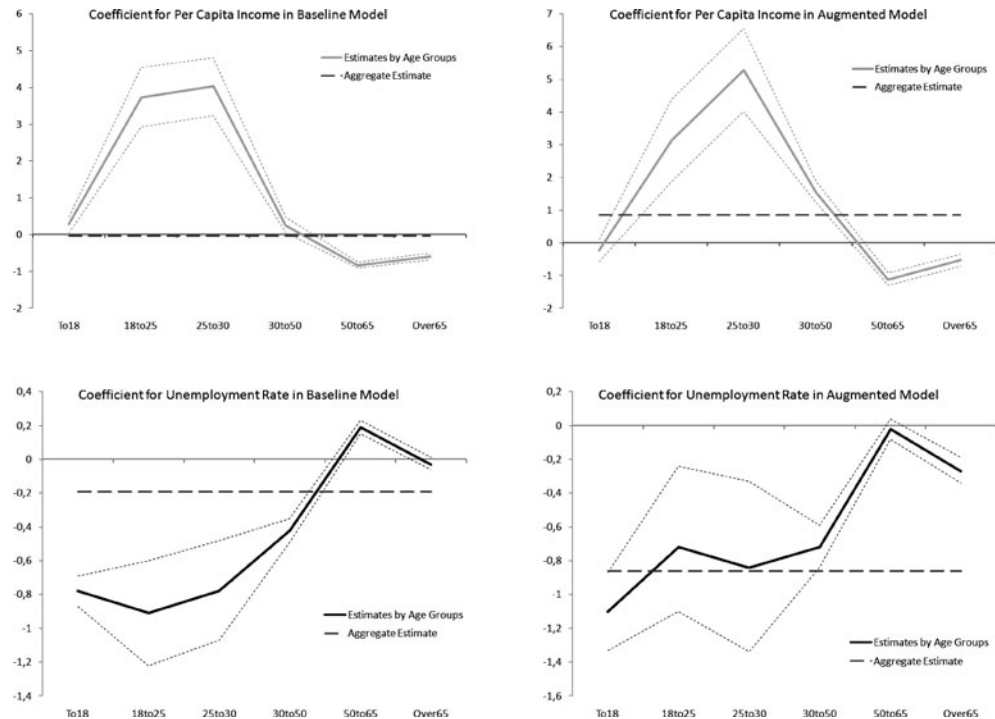 Coefficient for Per Capita Income in Baseline Model
5
4
3
2
1
0
-1
-2
Estimates by Age Groups
Aggregate Estimate
To18 18to25 25to30 30to50 50to65 Over65
Coefficient for Per Capita Income in Augmented Model
7
6
5
4
3
2
1
0
-1
-2
Estimates by Age Groups
Aggregate Estimate
To18 18to25 25to30 30to50 50to65 Over65
Coefficient for Unemployment Rate in Baseline Model
0,4
0,2
0
-0,2
-0,4
-0,6
-0,8
-1
-1,2
-1,4
Estimates by Age Groups
Aggregate Estimate
To18 18to25 25to30 30to50 50to65 Over65
Coefficient for Unemployment Rate in Augmented Model
0,2
0
-0,2
-0,4
-0,6
-0,8
-1
-1,2
-1,4
-1,6
Estimates by Age Groups
Aggregate Estimate
To18 18to25 25to30 30to50 50to65 Over65